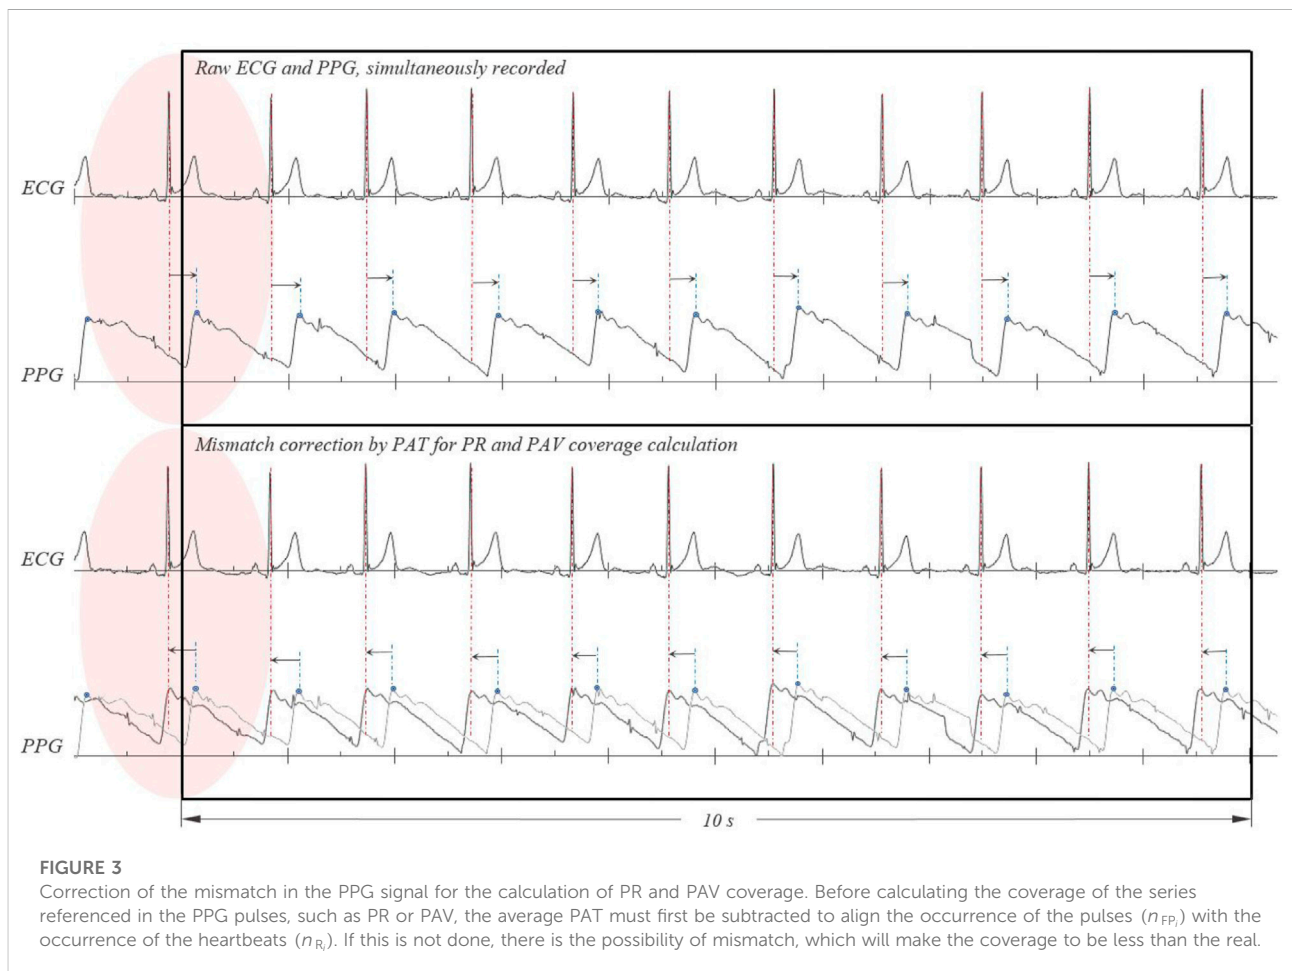 Raw ECG and PPG, simultaneously recorded
ECG
PPG
Mismatch correction by PAT for PR and PAV coverage calculation
ECG
PPG
10 s
FIGURE 3
Correction of the mismatch in the PPG signal for the calculation of PR and PAV coverage. Before calculating the coverage of the series
referenced in the PPG pulses, such as PR or PAV, the average PAT must first be subtracted to align the occurrence of the pulses (n_FP_i) with the
occurrence of the heartbeats (n_R_i). If this is not done, there is the possibility of mismatch, which will make the coverage to be less than the real.